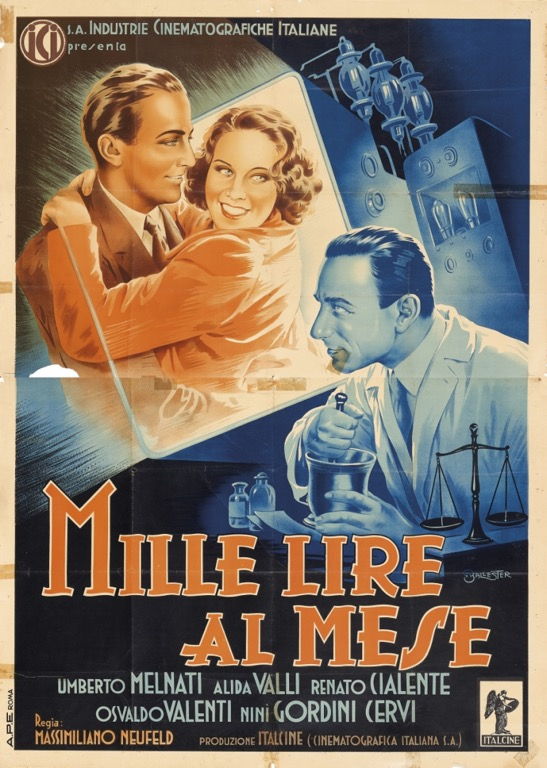 ICI
S.A. INDUSTRIE CINEMATOGRAFICHE ITALIANE
presenta
MILLE LIRE
AL MESE
BALLESTER
UMBERTO MELNATI ALIDA VALLI RENATO CIALENTE
OSVALDO VALENTI NINI GORDINI CERVI
Regia:
MASSIMILIANO NEUFELD
PRODUZIONE ITALCINE (CINEMATOGRAFICA ITALIANA S.A.)
ITALCINE
A.P.E. ROMA